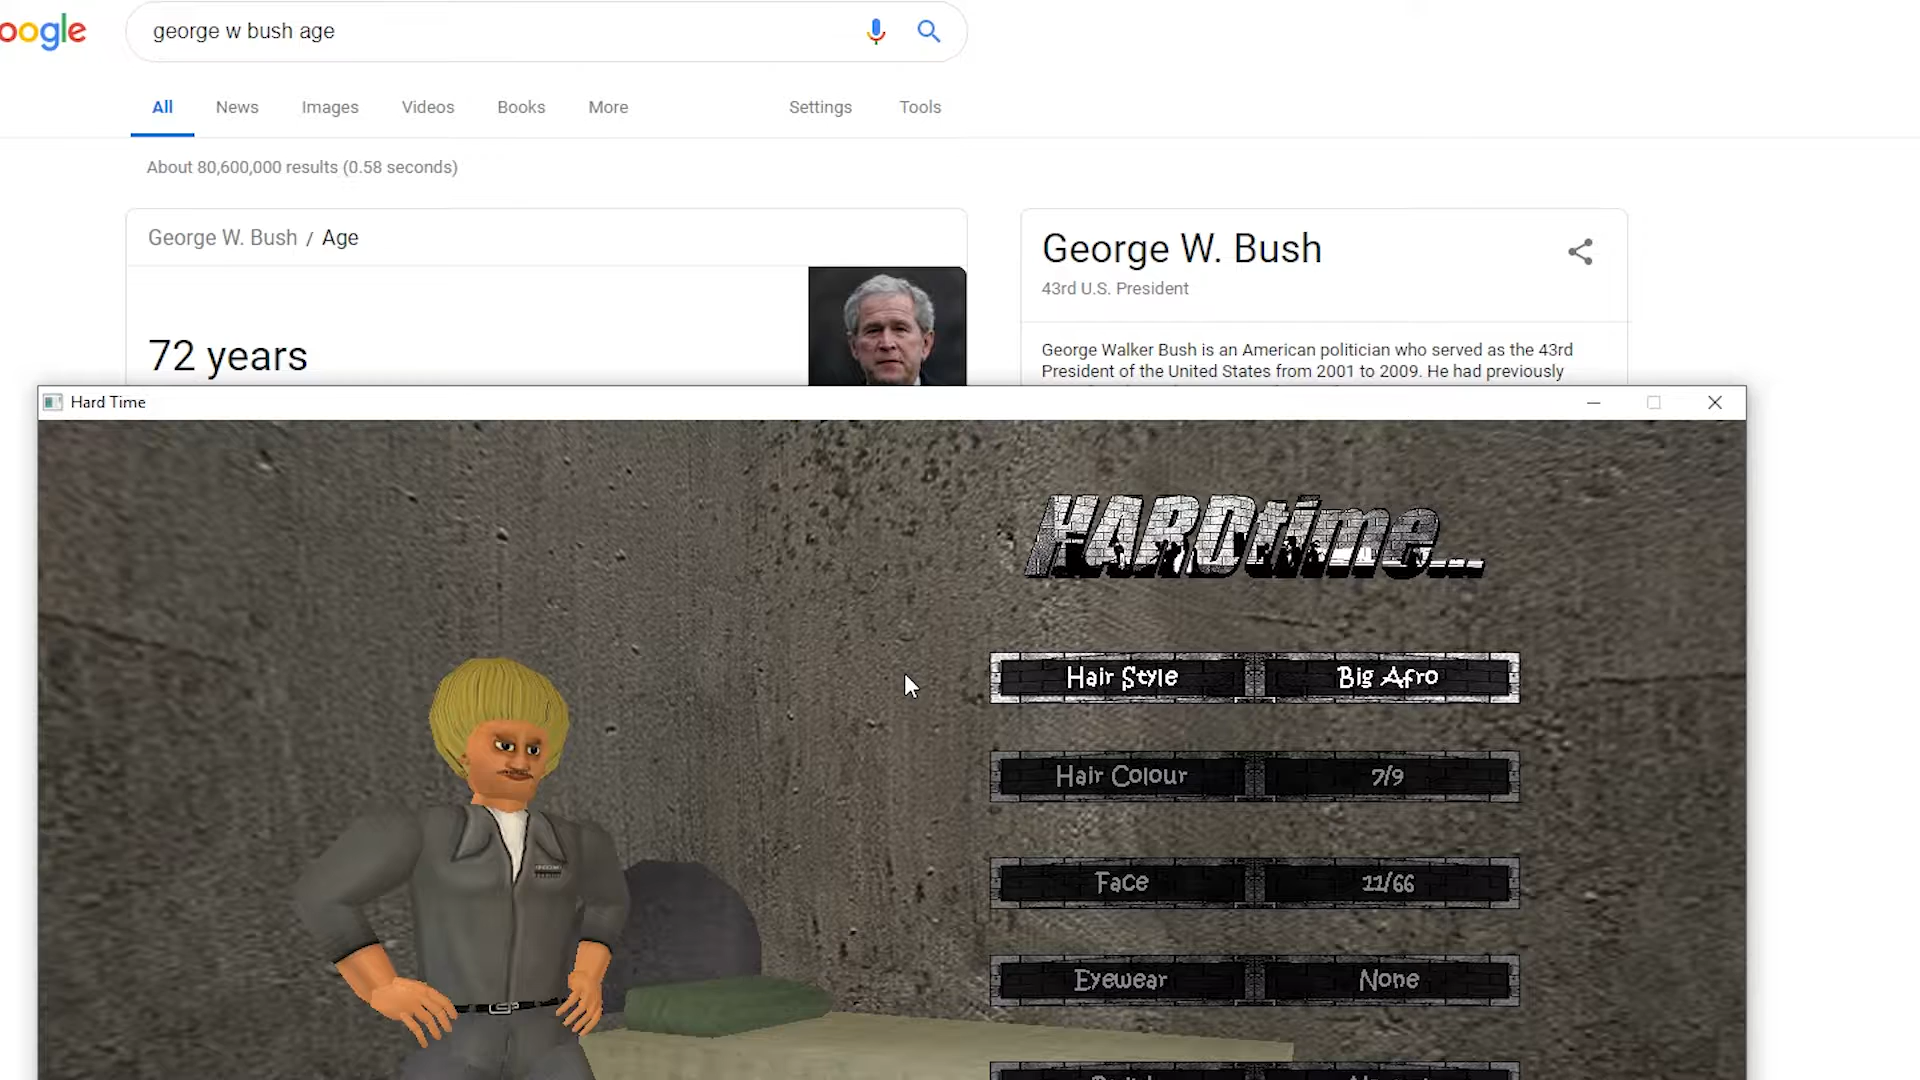 oogle
george w bush age
All News Images Videos Books More Settings Tools
About 80,600,000 results (0.58 seconds)
George W. Bush / Age
72 years
George W. Bush
43rd U.S. President
George Walker Bush is an American politician who served as the 43rd
President of the United States from 2001 to 2009. He had previously
Hard Time
HARDtime...
Hair Style Big Afro
Hair Colour 7/9
Face 11/66
Eyewear None